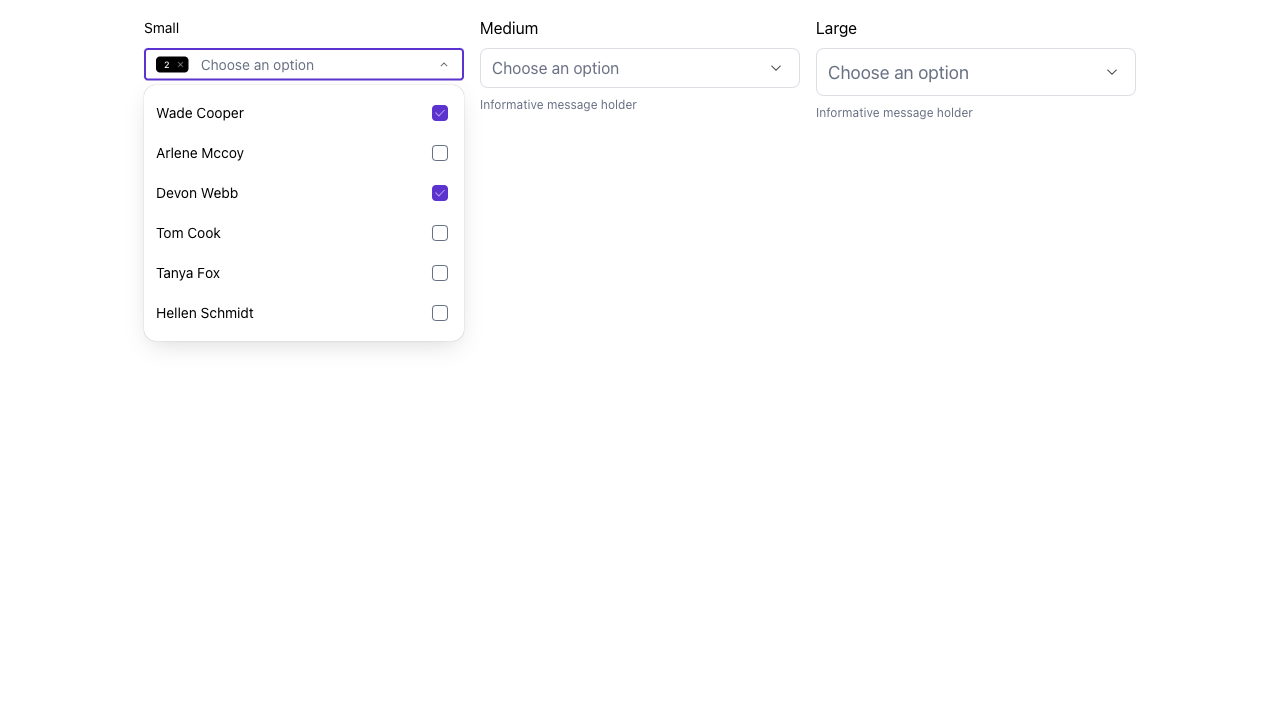 Small
Medium
Large
2
Choose an option
Choose an option
Choose an option
Informative message holder
Informative message holder
Wade Cooper
Arlene Mccoy
Devon Webb
Tom Cook
Tanya Fox
Hellen Schmidt